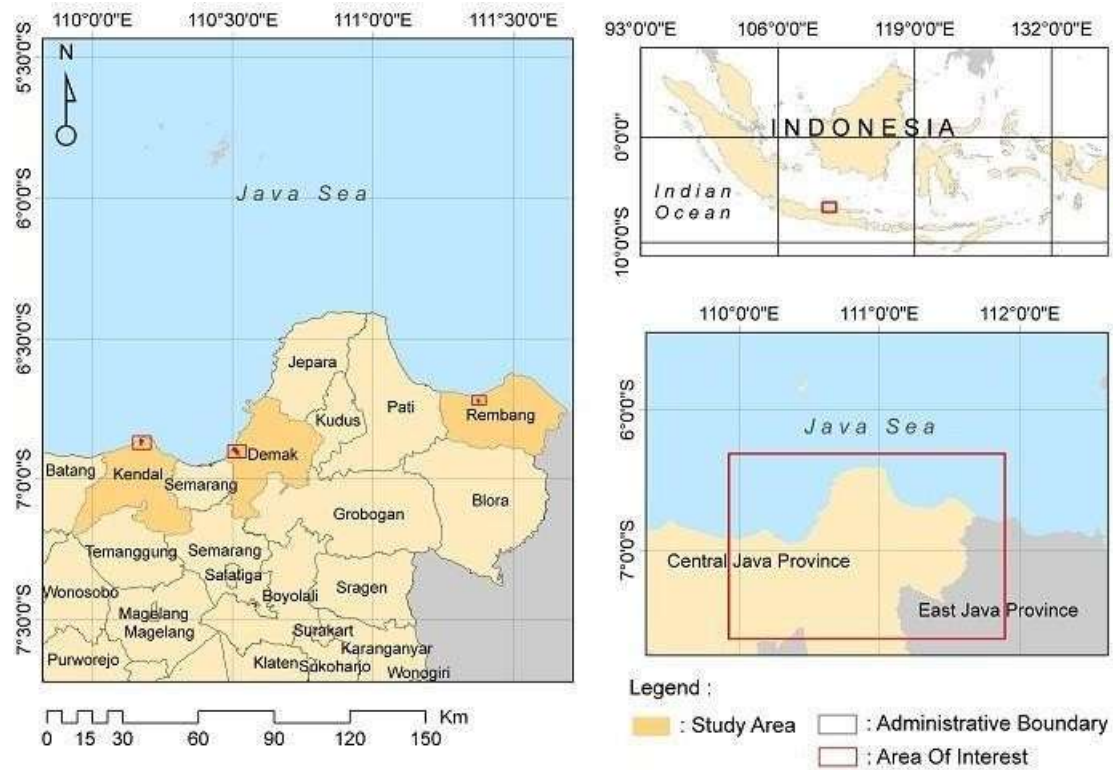 110°0'0"E 110°30'0"E 111°0'0"E 111°30'0"E
5°30'0"S
6°0'0"S
6°30'0"S
7°0'0"S
7°30'0"S
N
Java Sea
Jepara
Kudus
Pati
Rembang
Demak
Batang
Kendal
Semarang
Blora
Grobogan
Temanggung
Semarang
Salatiga
Wonosobo
Boyolali
Sragen
Magelang
Magelang
Surakart
Karanganyar
Purworejo
Klaten
Sukoharjo
Wonogiri
Km
0 15 30 60 90 120 150
93°0'0"E 106°0'0"E 119°0'0"E 132°0'0"E
0°0'0"
10°0'0"S
INDONESIA
Indian
Ocean
110°0'0"E 111°0'0"E 112°0'0"E
6°0'0"S
7°0'0"S
Java Sea
Central Java Province
East Java Province
Legend :
: Study Area
: Administrative Boundary
: Area Of Interest